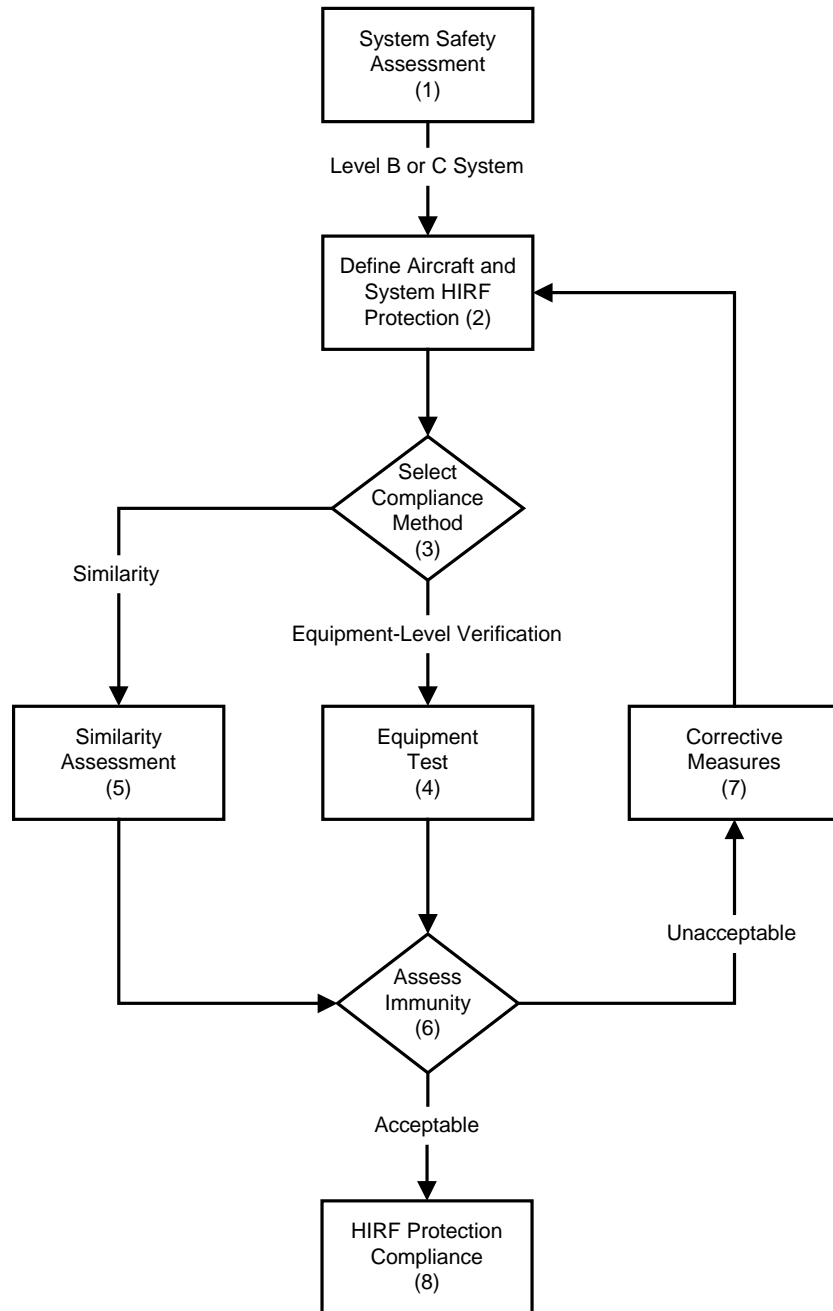 System Safety
Assessment
(1)
Level B or C System
Define Aircraft and
System HIRF
Protection (2)
Select
Compliance
Method
(3)
Similarity
Equipment-Level Verification
Similarity
Assessment
(5)
Equipment
Test
(4)
Corrective
Measures
(7)
Unacceptable
Assess
Immunity
(6)
Acceptable
HIRF Protection
Compliance
(8)